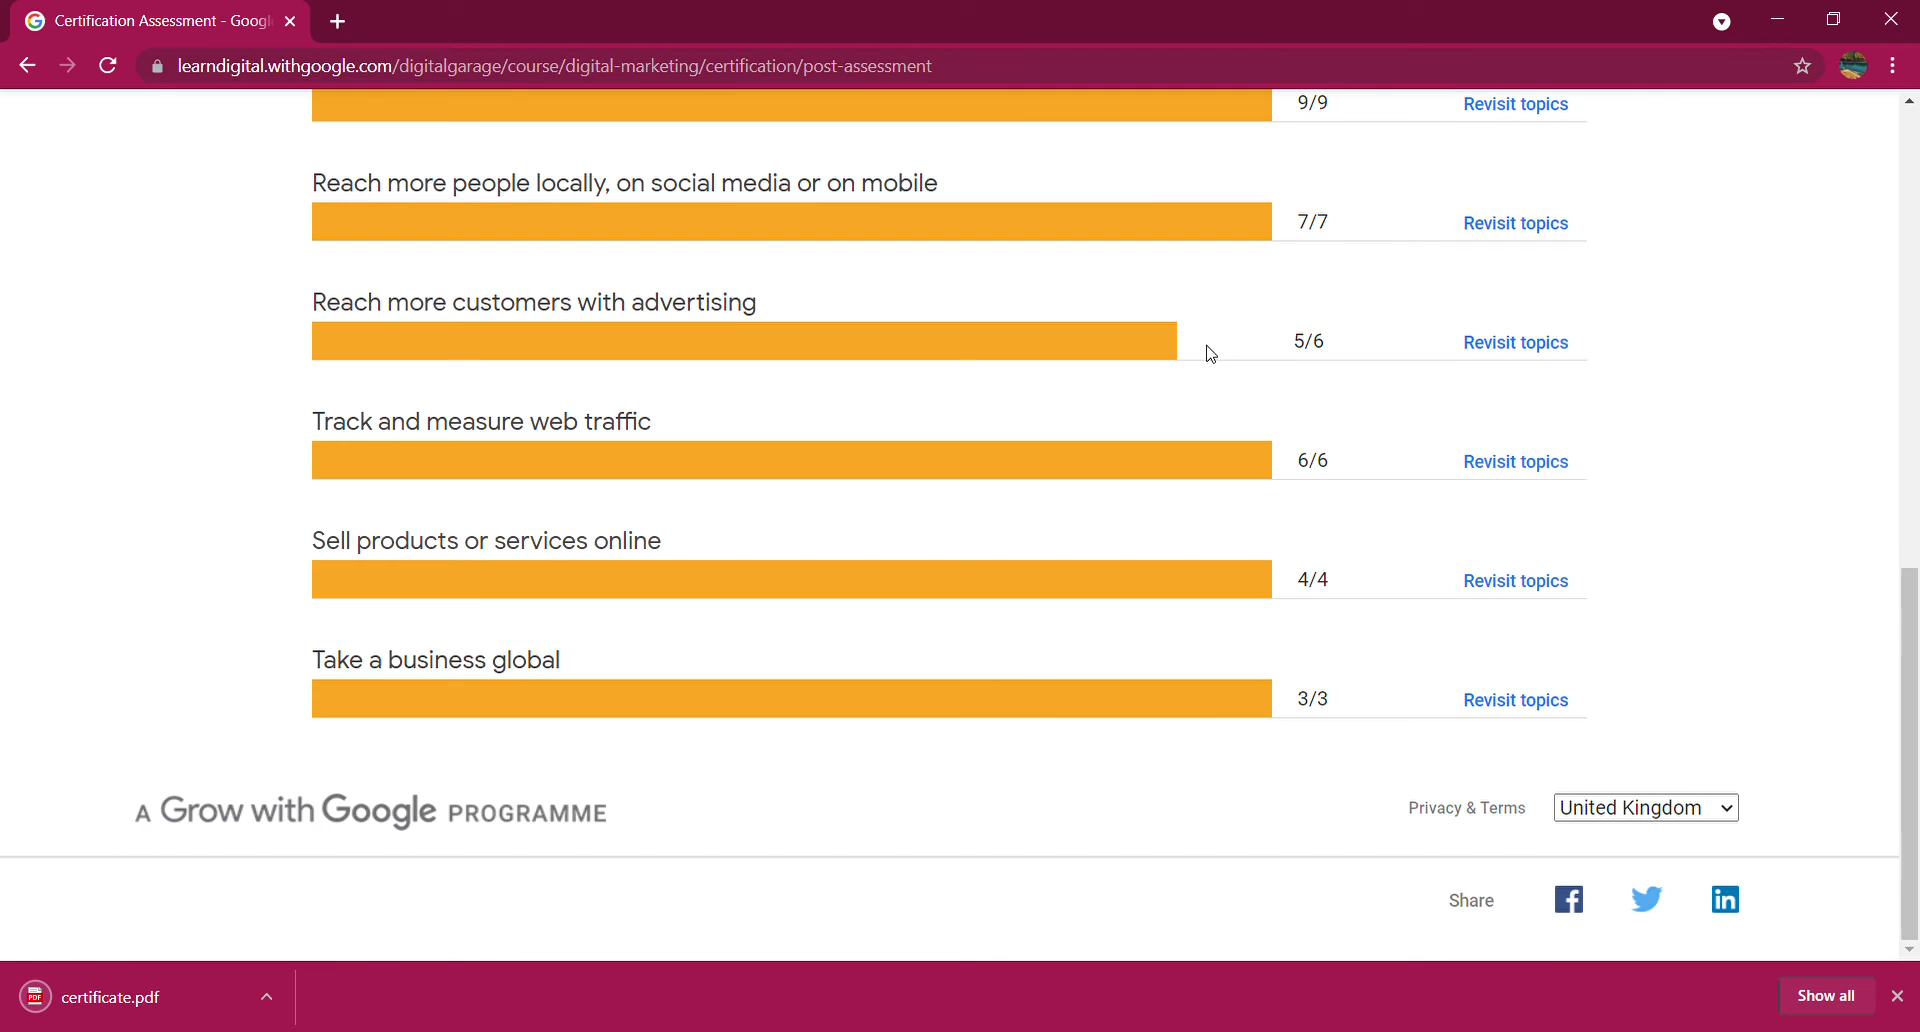 Certification Assessment - Googl
learndigital.withgoogle.com/digitalgarage/course/digital-marketing/certification/post-assessment
9/9 Revisit topics
Reach more people locally, on social media or on mobile
7/7 Revisit topics
Reach more customers with advertising
5/6 Revisit topics
Track and measure web traffic
6/6 Revisit topics
Sell products or services online
4/4 Revisit topics
Take a business global
3/3 Revisit topics
A Grow with Google PROGRAMME Privacy & Terms United Kingdom
Share
certificate.pdf Show all